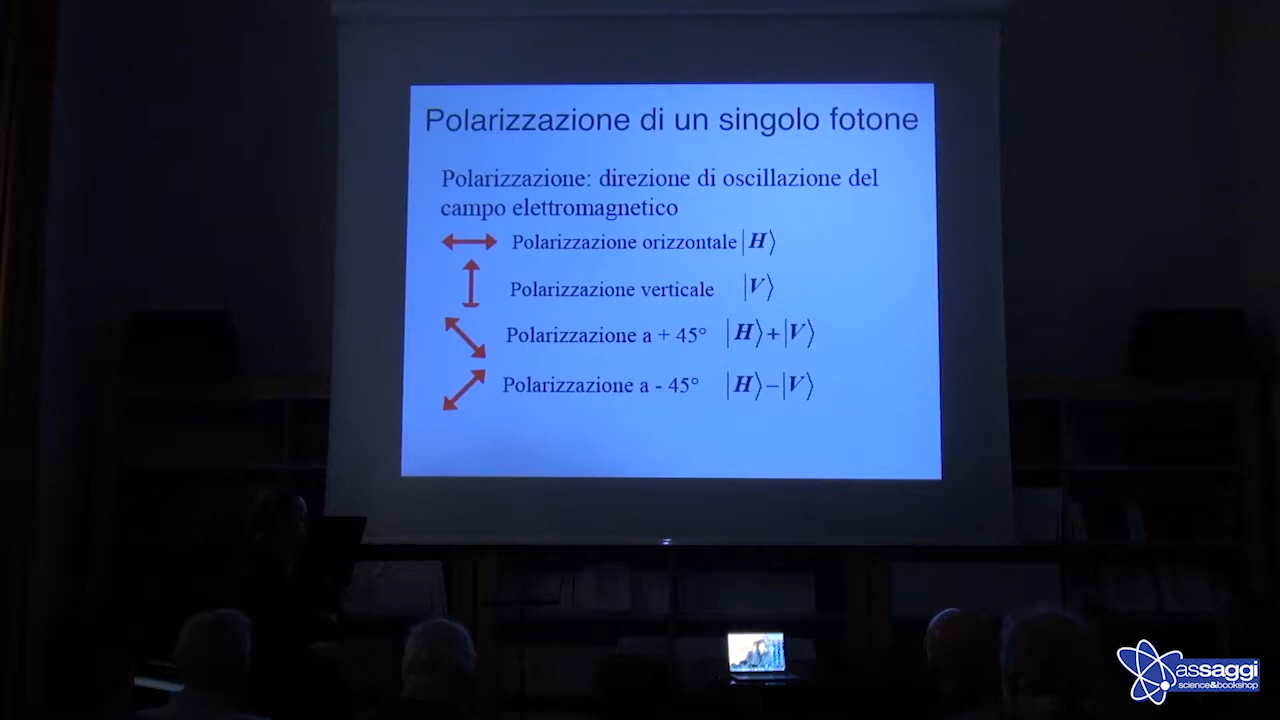 Polarizzazione di un singolo fotone
Polarizzazione: direzione di oscillazione del
campo elettromagnetico
Polarizzazione orizzontale |H⟩
Polarizzazione verticale |V⟩
Polarizzazione a + 45° |H⟩+|V⟩
Polarizzazione a - 45° |H⟩−|V⟩
assaggi
science&bookshop